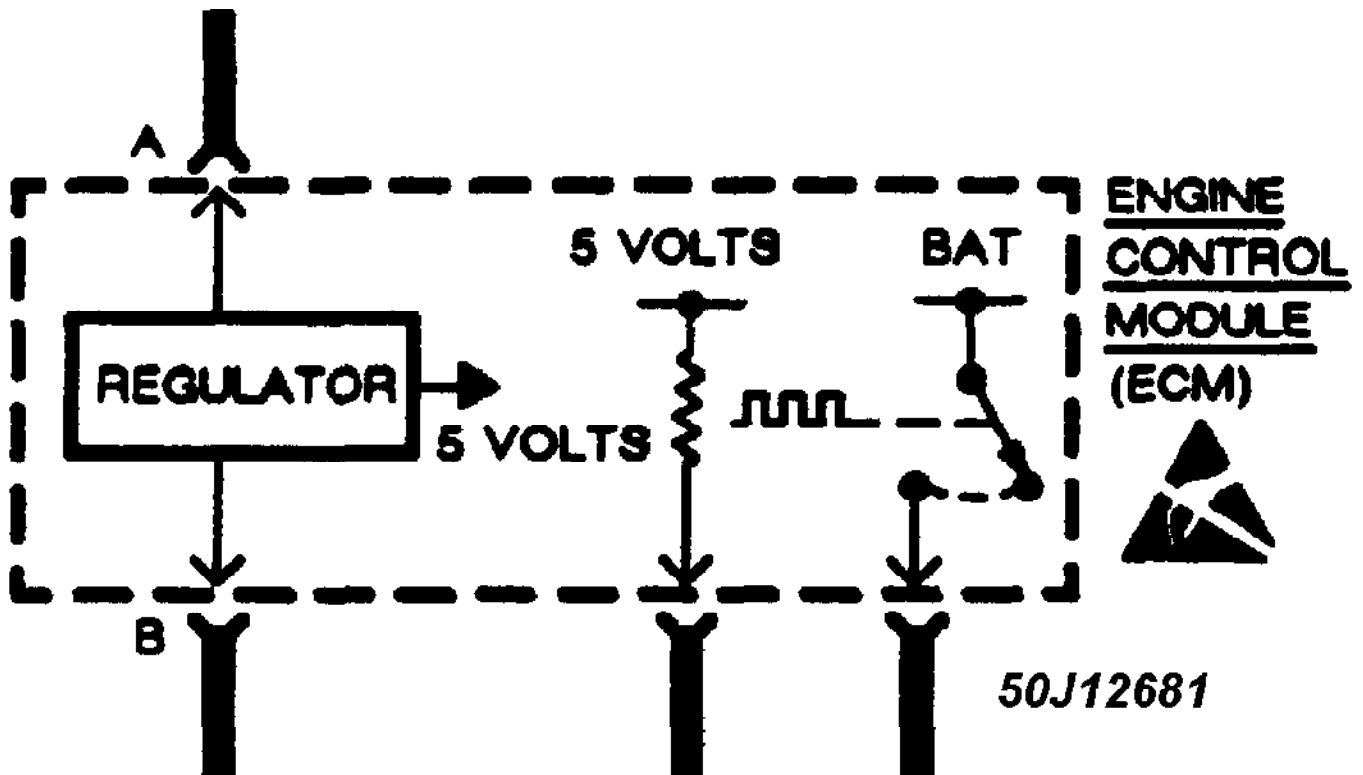 A
5 VOLTS
BAT
ENGINE
CONTROL
MODULE
(ECM)
REGULATOR
5 VOLTS
B
50J12681